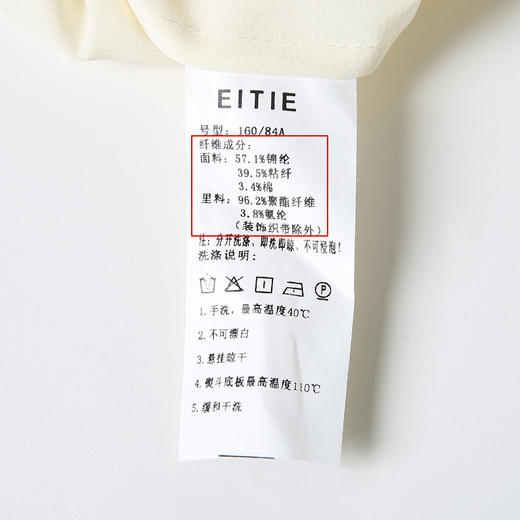 EITIE
号型：160/84A
纤维成分：
面料：57.1%锦纶
39.5%粘纤
3.4%棉
里料：96.2%聚酯纤维
3.8%氨纶
（装饰织带除外）
注：分开洗涤、即洗即晾、不可浸泡！
洗涤说明：
P
1.手洗，最高温度40℃
2.不可漂白
3.悬挂晾干
4.熨斗底板最高温度110℃
5.缓和干洗